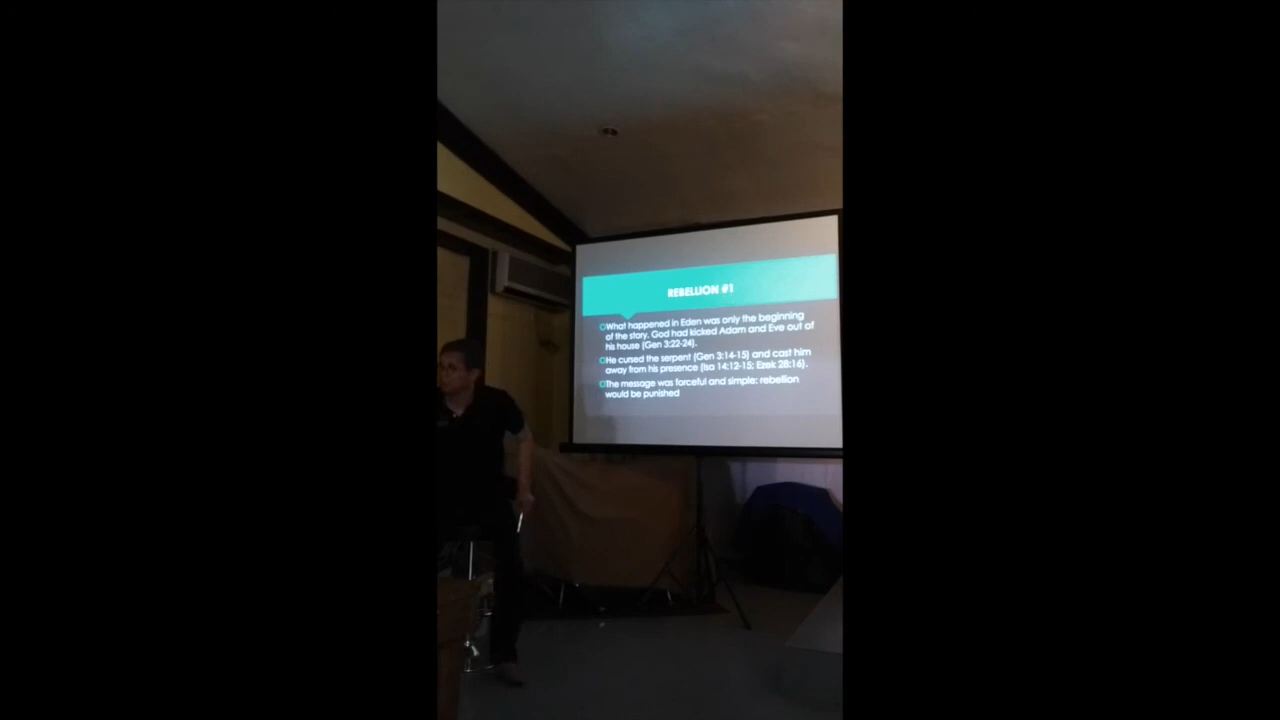 REBELLION #1
What happened in Eden was only the beginning
of the story. God had kicked Adam and Eve out of
his house (Gen 3:22-24).
He cursed the serpent (Gen 3:14-15) and cast him
away from his presence (Isa 14:12-15; Ezek 28:16).
The message was forceful and simple: rebellion
would be punished